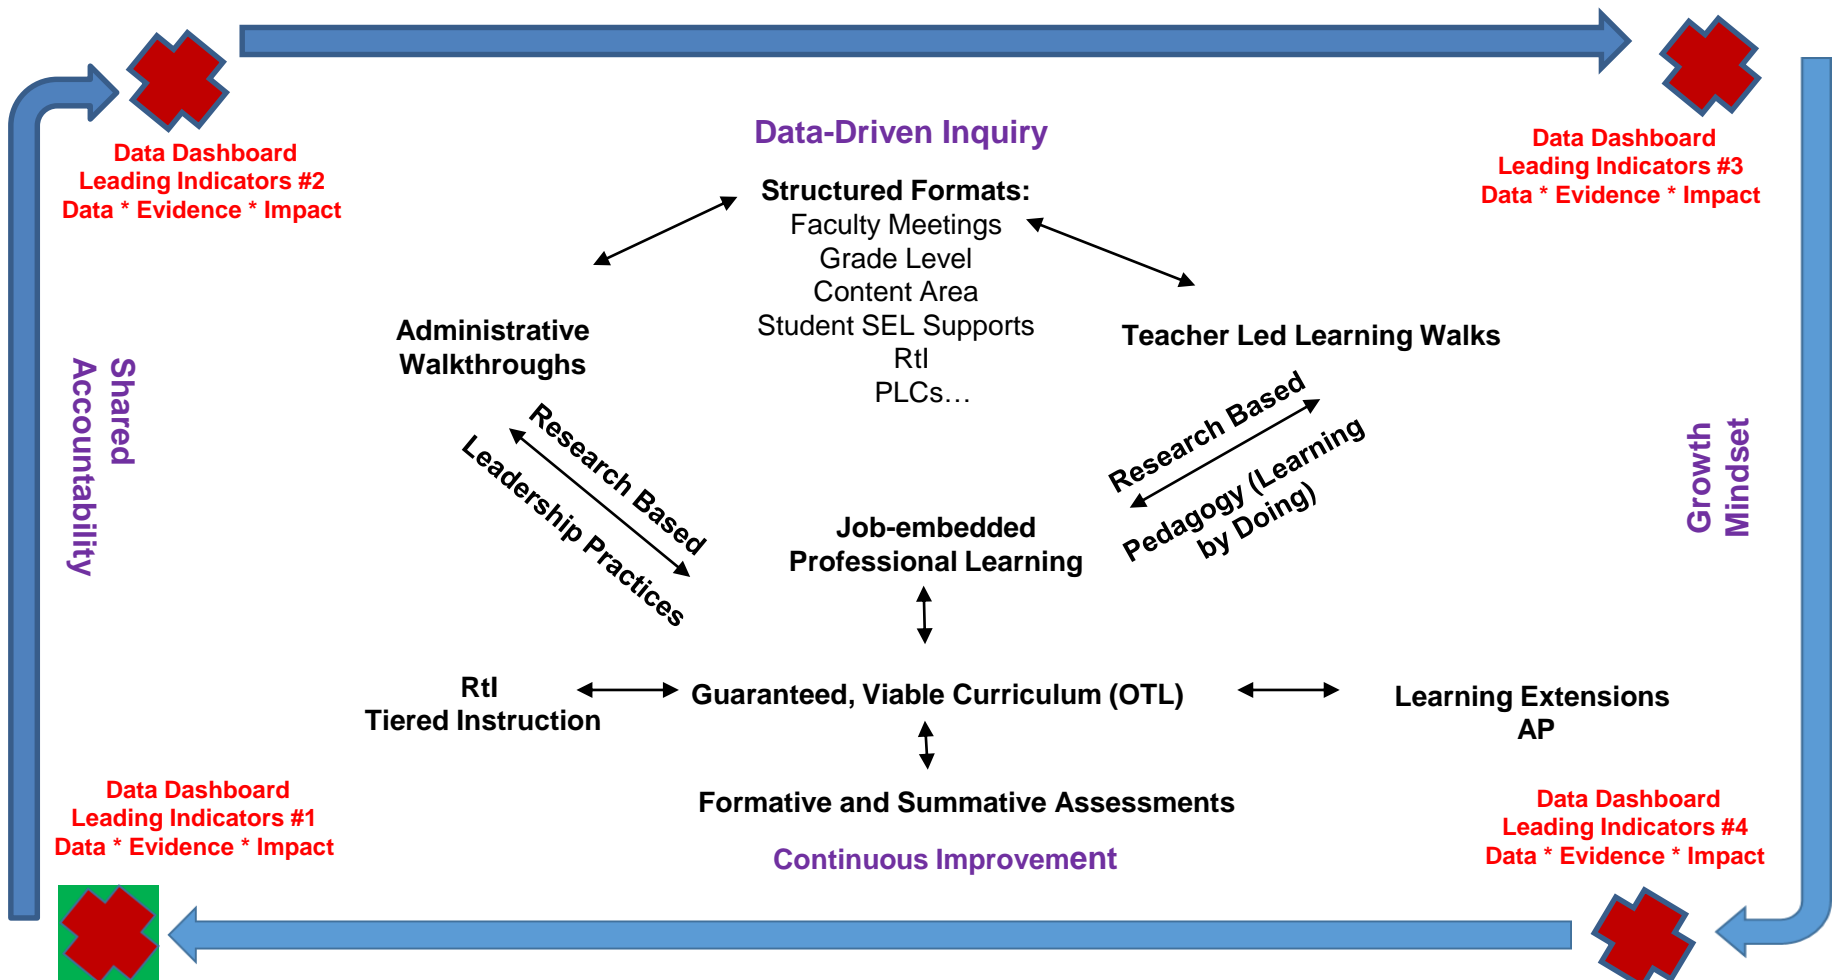 Data-Driven Inquiry
Data Dashboard
Leading Indicators #2
Data * Evidence * Impact
Data Dashboard
Leading Indicators #3
Data * Evidence * Impact
Structured Formats:
Faculty Meetings
Grade Level
Content Area
Student SEL Supports
RtI
PLCs…
Administrative
Walkthroughs
Teacher Led Learning Walks
Shared
Accountability
Growth
Mindset
Research Based
Leadership Practices
Research Based
Pedagogy (Learning
by Doing)
Job-embedded
Professional Learning
RtI
Tiered Instruction
Guaranteed, Viable Curriculum (OTL)
Learning Extensions
AP
Formative and Summative Assessments
Data Dashboard
Leading Indicators #1
Data * Evidence * Impact
Data Dashboard
Leading Indicators #4
Data * Evidence * Impact
Continuous Improvement